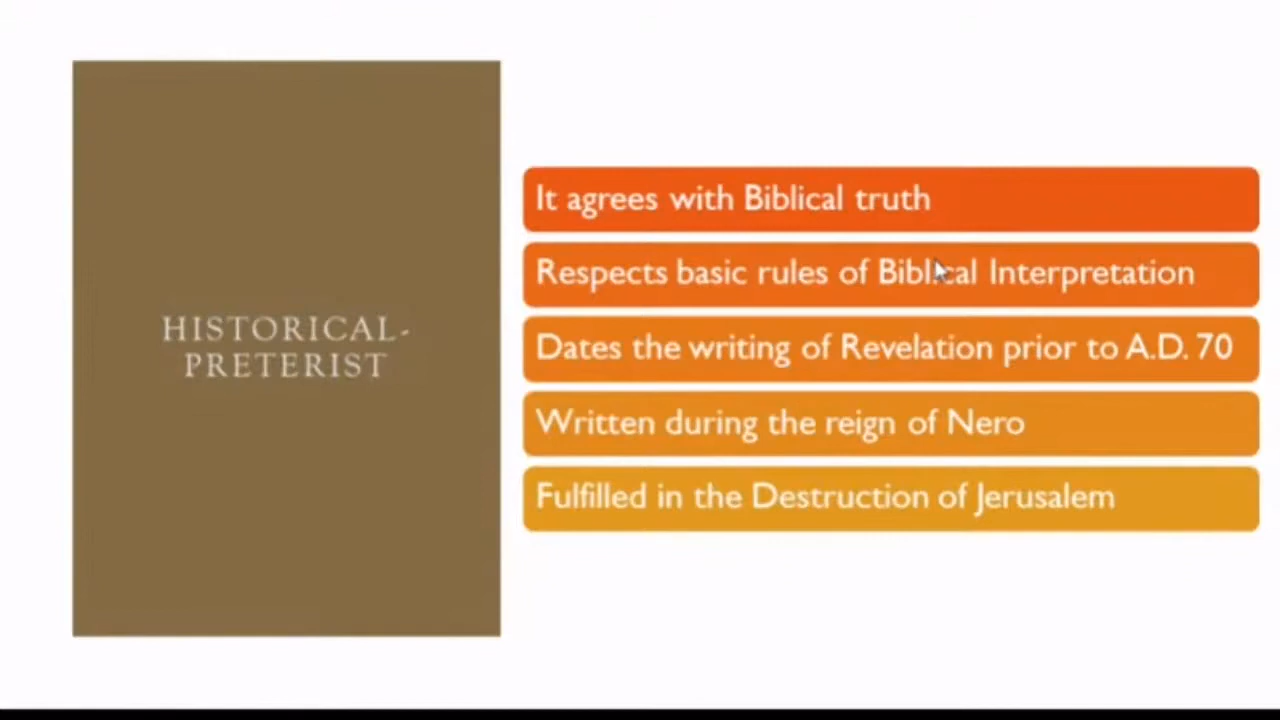 HISTORICAL-
PRETERIST
It agrees with Biblical truth
Respects basic rules of Biblical Interpretation
Dates the writing of Revelation prior to A.D. 70
Written during the reign of Nero
Fulfilled in the Destruction of Jerusalem